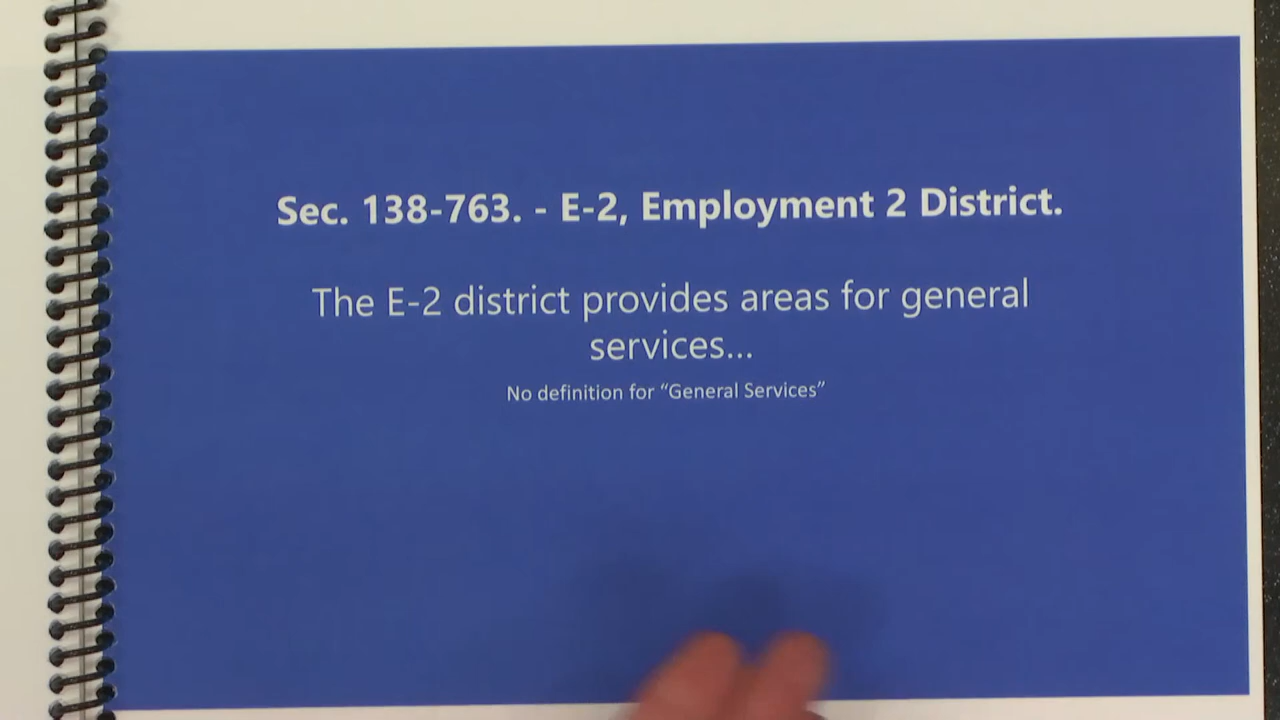 Sec. 138-763. - E-2, Employment 2 District.
The E-2 district provides areas for general
services...
No definition for “General Services”